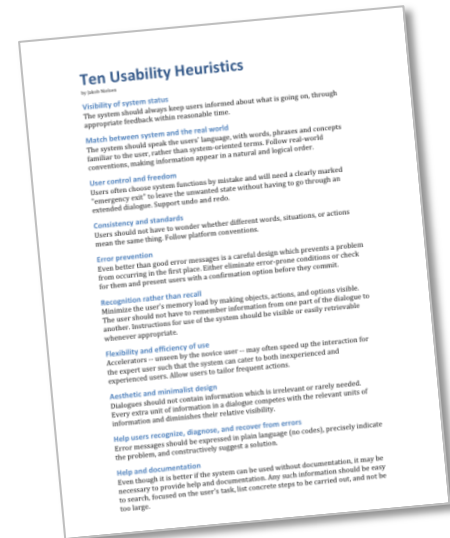 Ten Usability Heuristics
by Jakob Nielsen
Visibility of system status
The system should always keep users informed about what is going on, through
appropriate feedback within reasonable time.
Match between system and the real world
The system should speak the users' language, with words, phrases and concepts
familiar to the user, rather than system-oriented terms. Follow real-world
conventions, making information appear in a natural and logical order.
User control and freedom
Users often choose system functions by mistake and will need a clearly marked
"emergency exit" to leave the unwanted state without having to go through an
extended dialogue. Support undo and redo.
Consistency and standards
Users should not have to wonder whether different words, situations, or actions
mean the same thing. Follow platform conventions.
Error prevention
Even better than good error messages is a careful design which prevents a problem
from occurring in the first place. Either eliminate error-prone conditions or check
for them and present users with a confirmation option before they commit.
Recognition rather than recall
Minimize the user's memory load by making objects, actions, and options visible.
The user should not have to remember information from one part of the dialogue to
another. Instructions for use of the system should be visible or easily retrievable
whenever appropriate.
Flexibility and efficiency of use
Accelerators -- unseen by the novice user -- may often speed up the interaction for
the expert user such that the system can cater to both inexperienced and
experienced users. Allow users to tailor frequent actions.
Aesthetic and minimalist design
Dialogues should not contain information which is irrelevant or rarely needed.
Every extra unit of information in a dialogue competes with the relevant units of
information and diminishes their relative visibility.
Help users recognize, diagnose, and recover from errors
Error messages should be expressed in plain language (no codes), precisely indicate
the problem, and constructively suggest a solution.
Help and documentation
Even though it is better if the system can be used without documentation, it may be
necessary to provide help and documentation. Any such information should be easy
to search, focused on the user's task, list concrete steps to be carried out, and not be
too large.